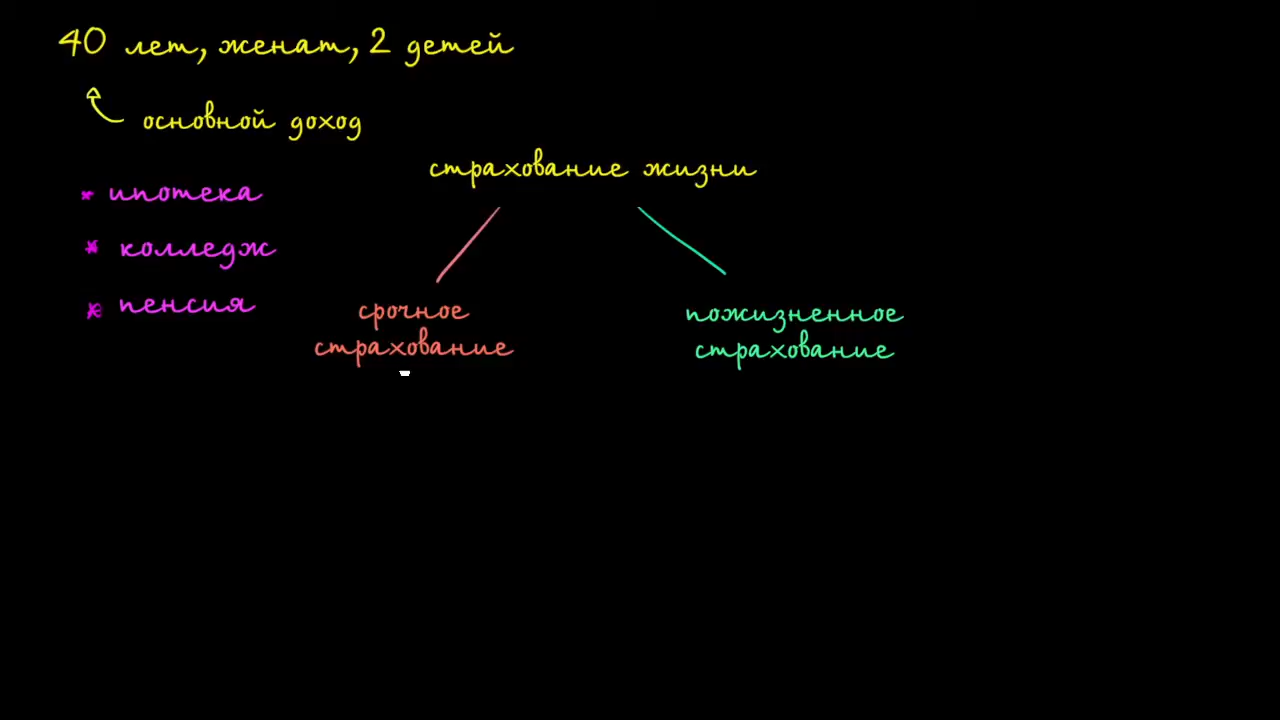 40 лет, женат, 2 детей
основной доход
страхование жизни
* ипотека
* колледж
* пенсия
срочное
страхование
пожизненное
страхование